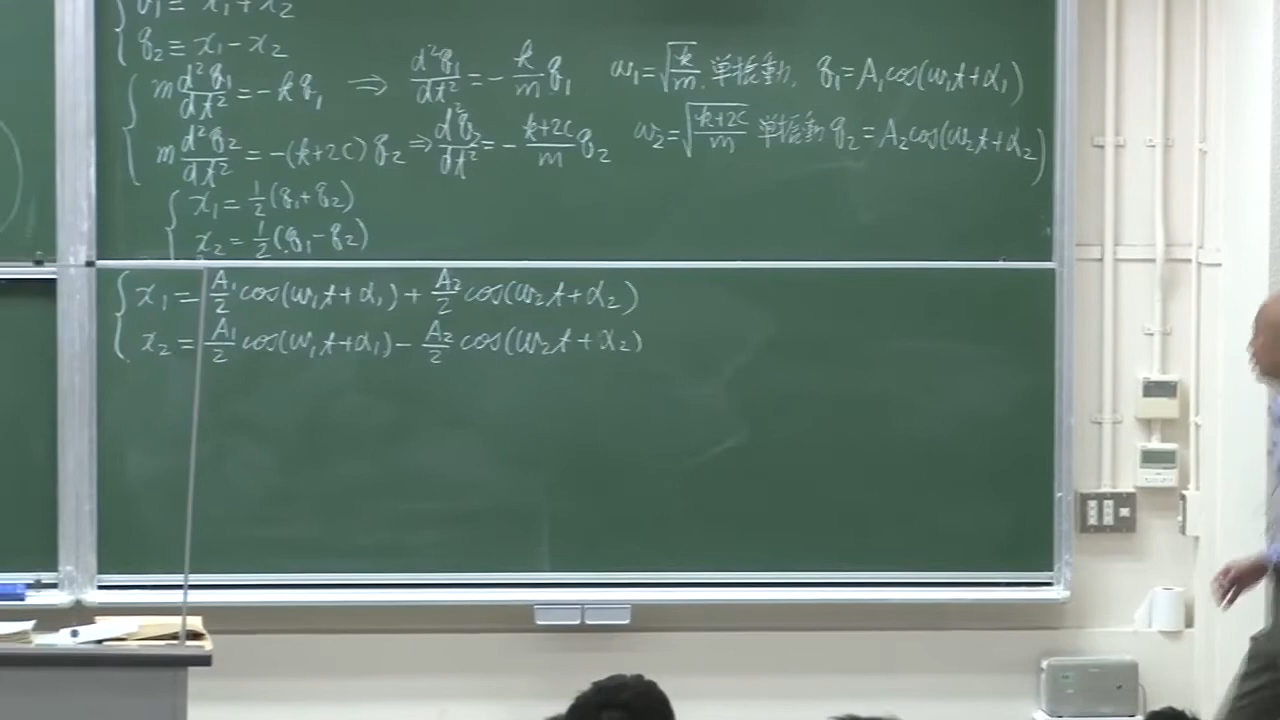 q₁ = x₁ + x₂
q₂ = x₁ − x₂
m d²q₁/dt² = −kq₁ ⇒ d²q₁/dt² = −k/m q₁ ω₁ = √(k/m) 単振動, q₁ = A₁cos(ω₁t + α₁)
m d²q₂/dt² = −(k+2C)q₂ ⇒ d²q₂/dt² = −(k+2C)/m q₂ ω₂ = √((k+2C)/m) 単振動 q₂ = A₂cos(ω₂t + α₂)
x₁ = 1/2(q₁+q₂)
x₂ = 1/2(q₁−q₂)
x₁ = A₁/2 cos(ω₁t + α₁) + A₂/2 cos(ω₂t + α₂)
x₂ = A₁/2 cos(ω₁t + α₁) − A₂/2 cos(ω₂t + α₂)